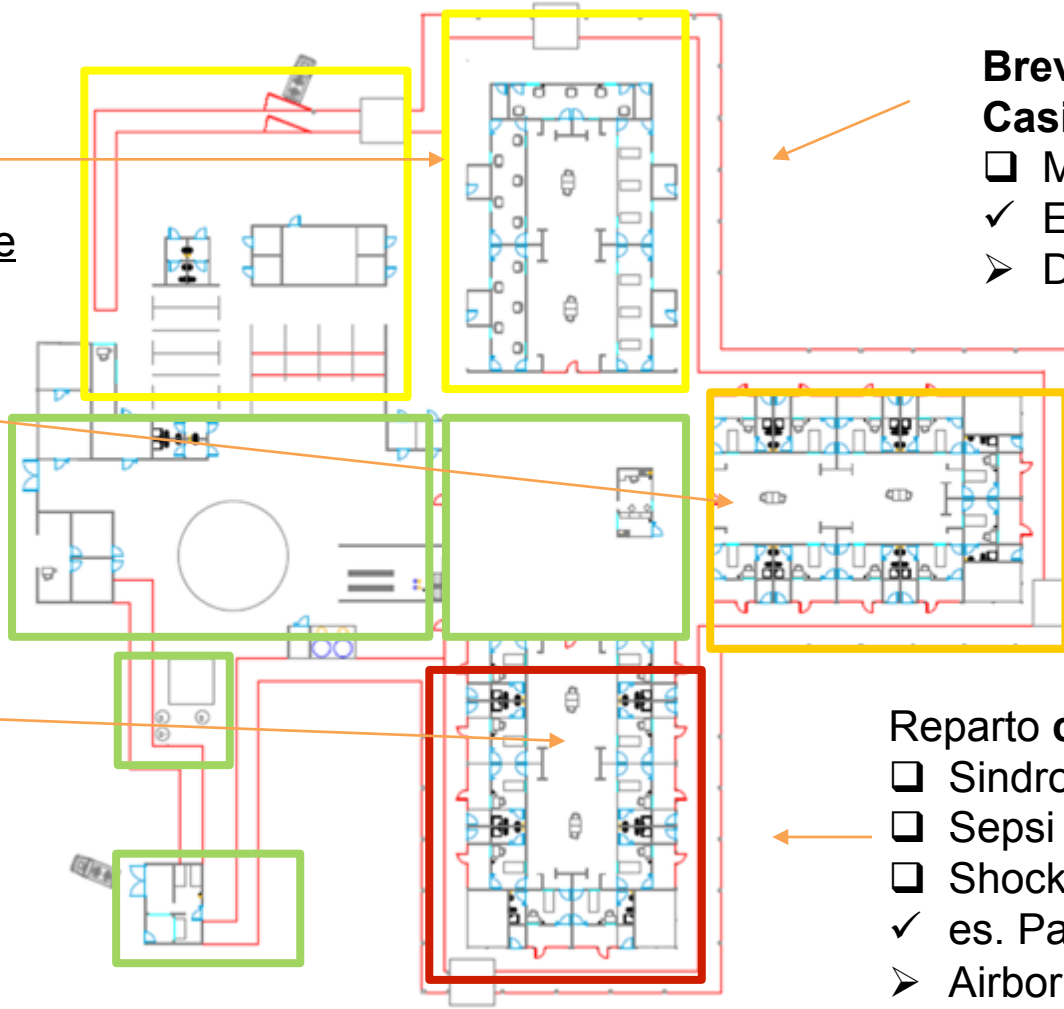 Brev
Casi
❑ M
✓ E
➢ D
e
Reparto c
❑ Sindro
❑ Sepsi
❑ Shock
✓ es. Pa
➢ Airbor